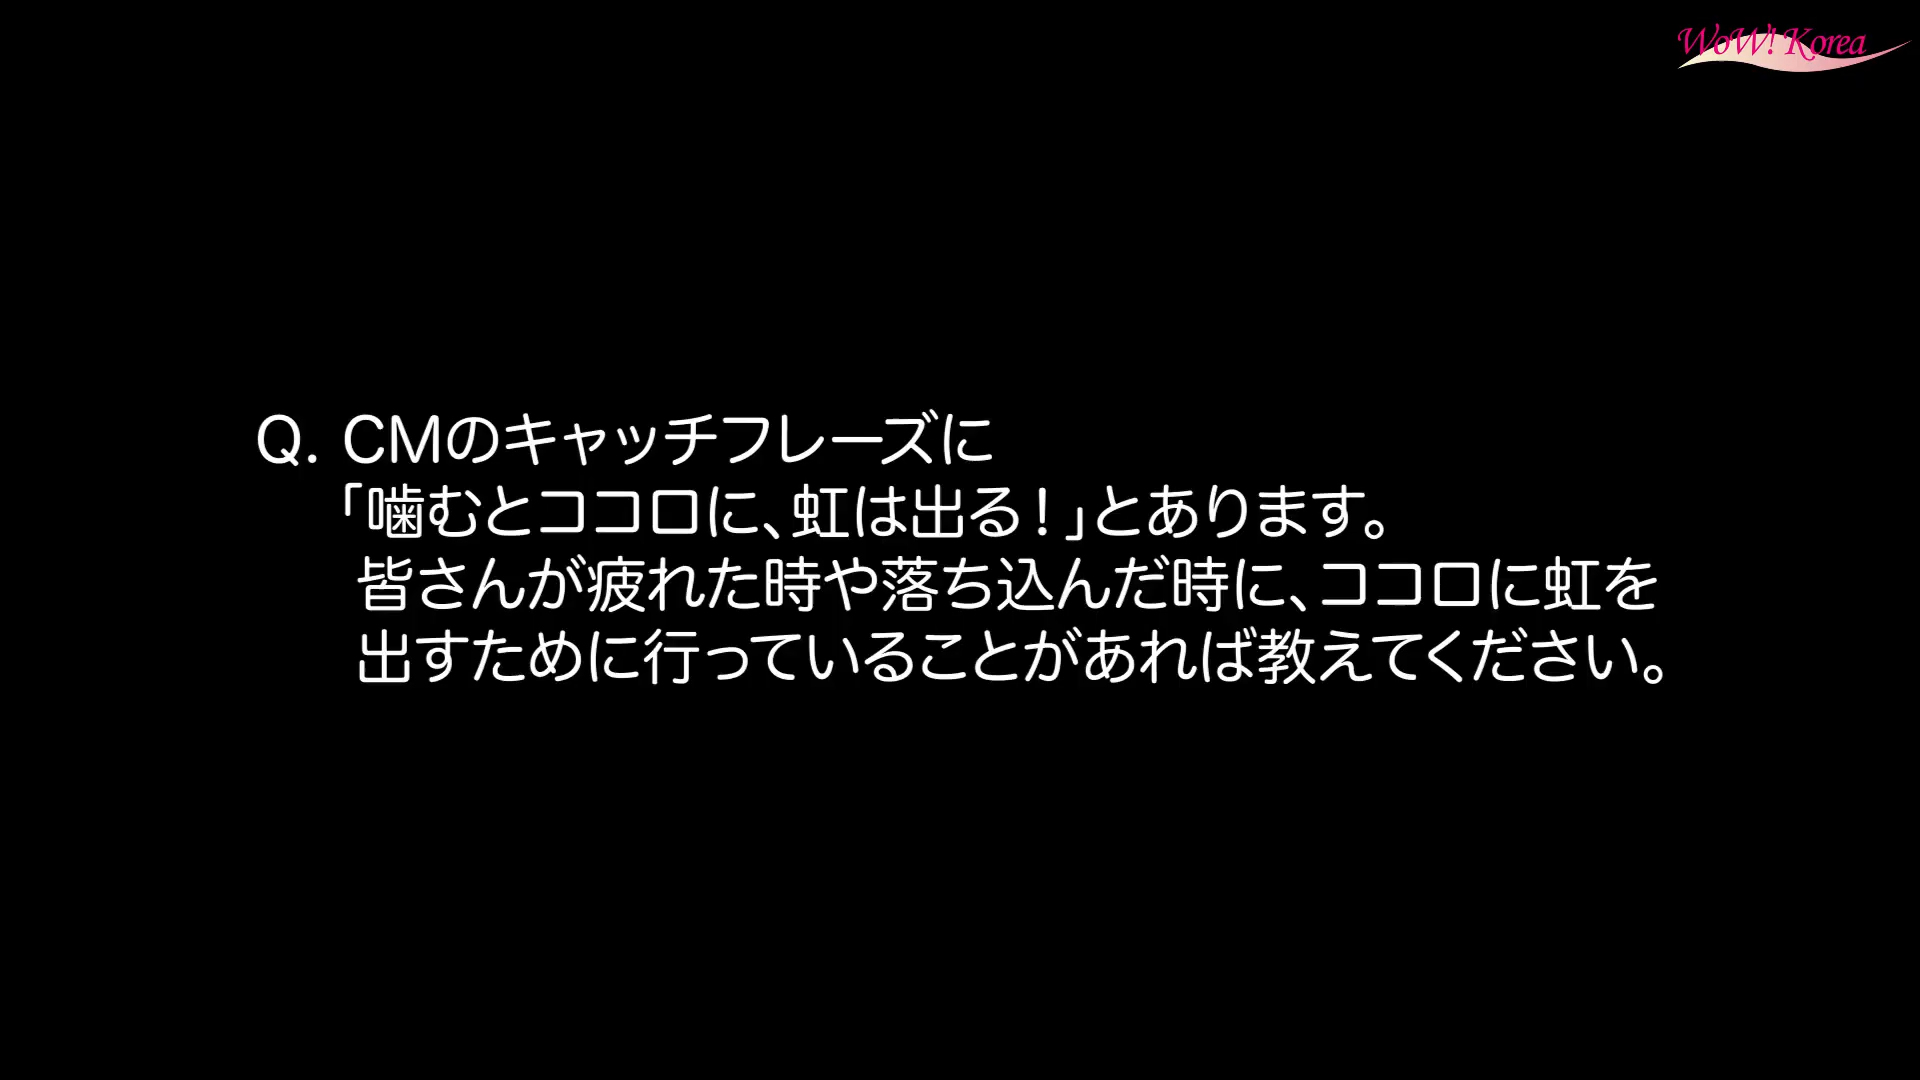 WoW! Korea
Q. CMのキャッチフレーズに
「噛むとココロに、虹は出る！」とあります。
皆さんが疲れた時や落ち込んだ時に、ココロに虹を
出すために行っていることがあれば教えてください。